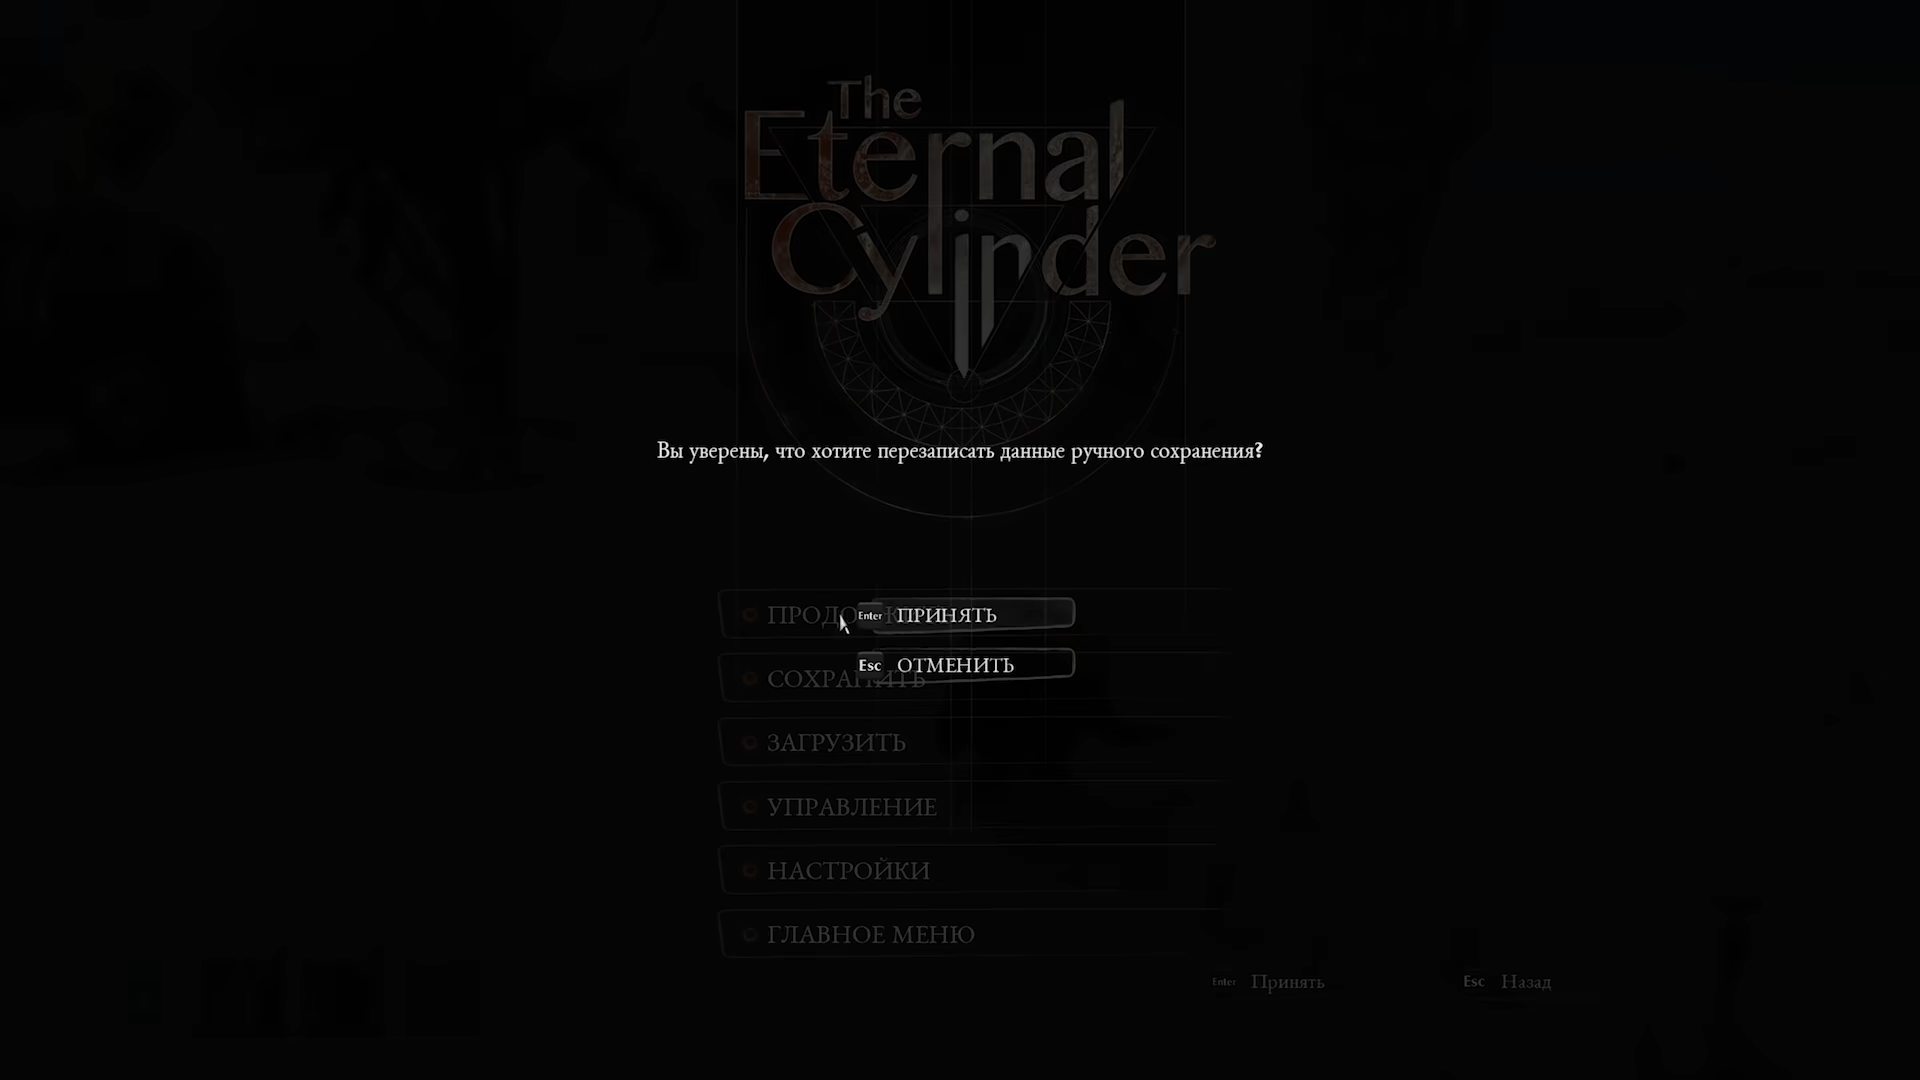 The
Eternal
Cylinder
Вы уверены, что хотите перезаписать данные ручного сохранения?
Enter ПРИНЯТЬ
Esc ОТМЕНИТЬ
СОХРАНИТЬ
ЗАГРУЗИТЬ
УПРАВЛЕНИЕ
НАСТРОЙКИ
ГЛАВНОЕ МЕНЮ
Enter Принять
Esc Назад